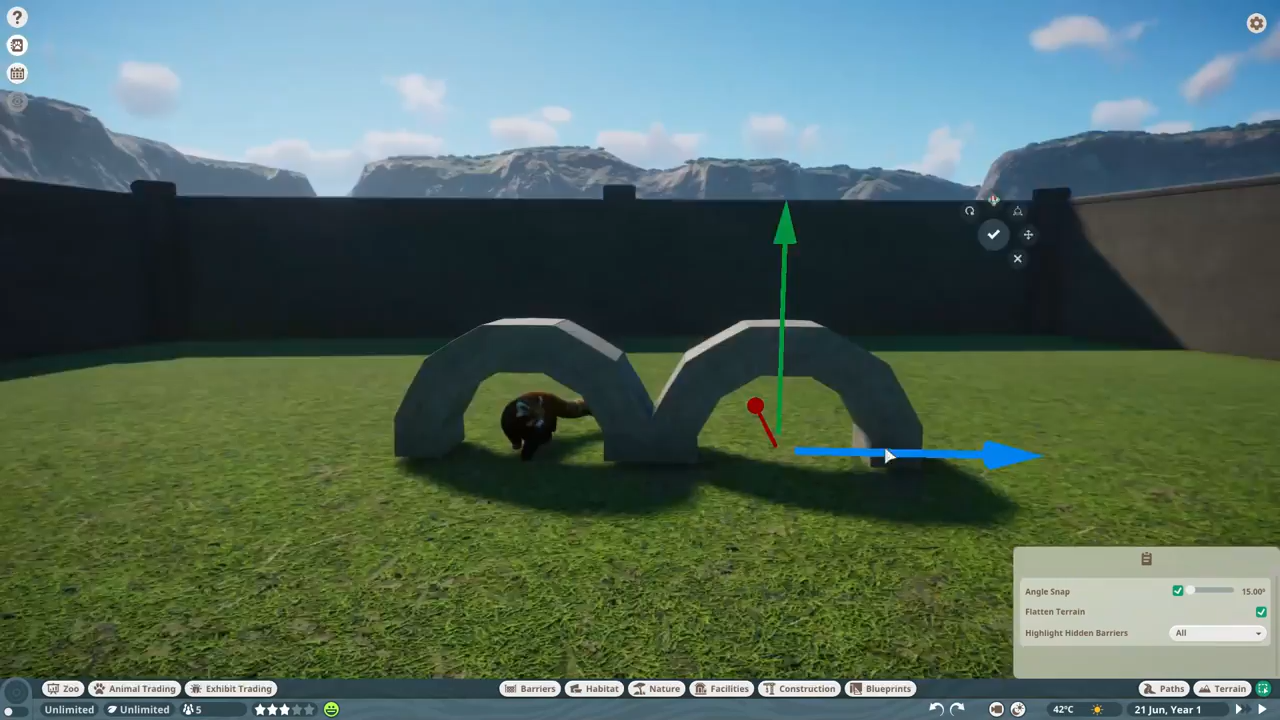 ?
Angle Snap 15.00°
Flatten Terrain
Highlight Hidden Barriers All
Zoo Animal Trading Exhibit Trading Barriers Habitat Nature Facilities Construction Blueprints Paths Terrain
Unlimited Unlimited 5 42°C 21 Jun, Year 1